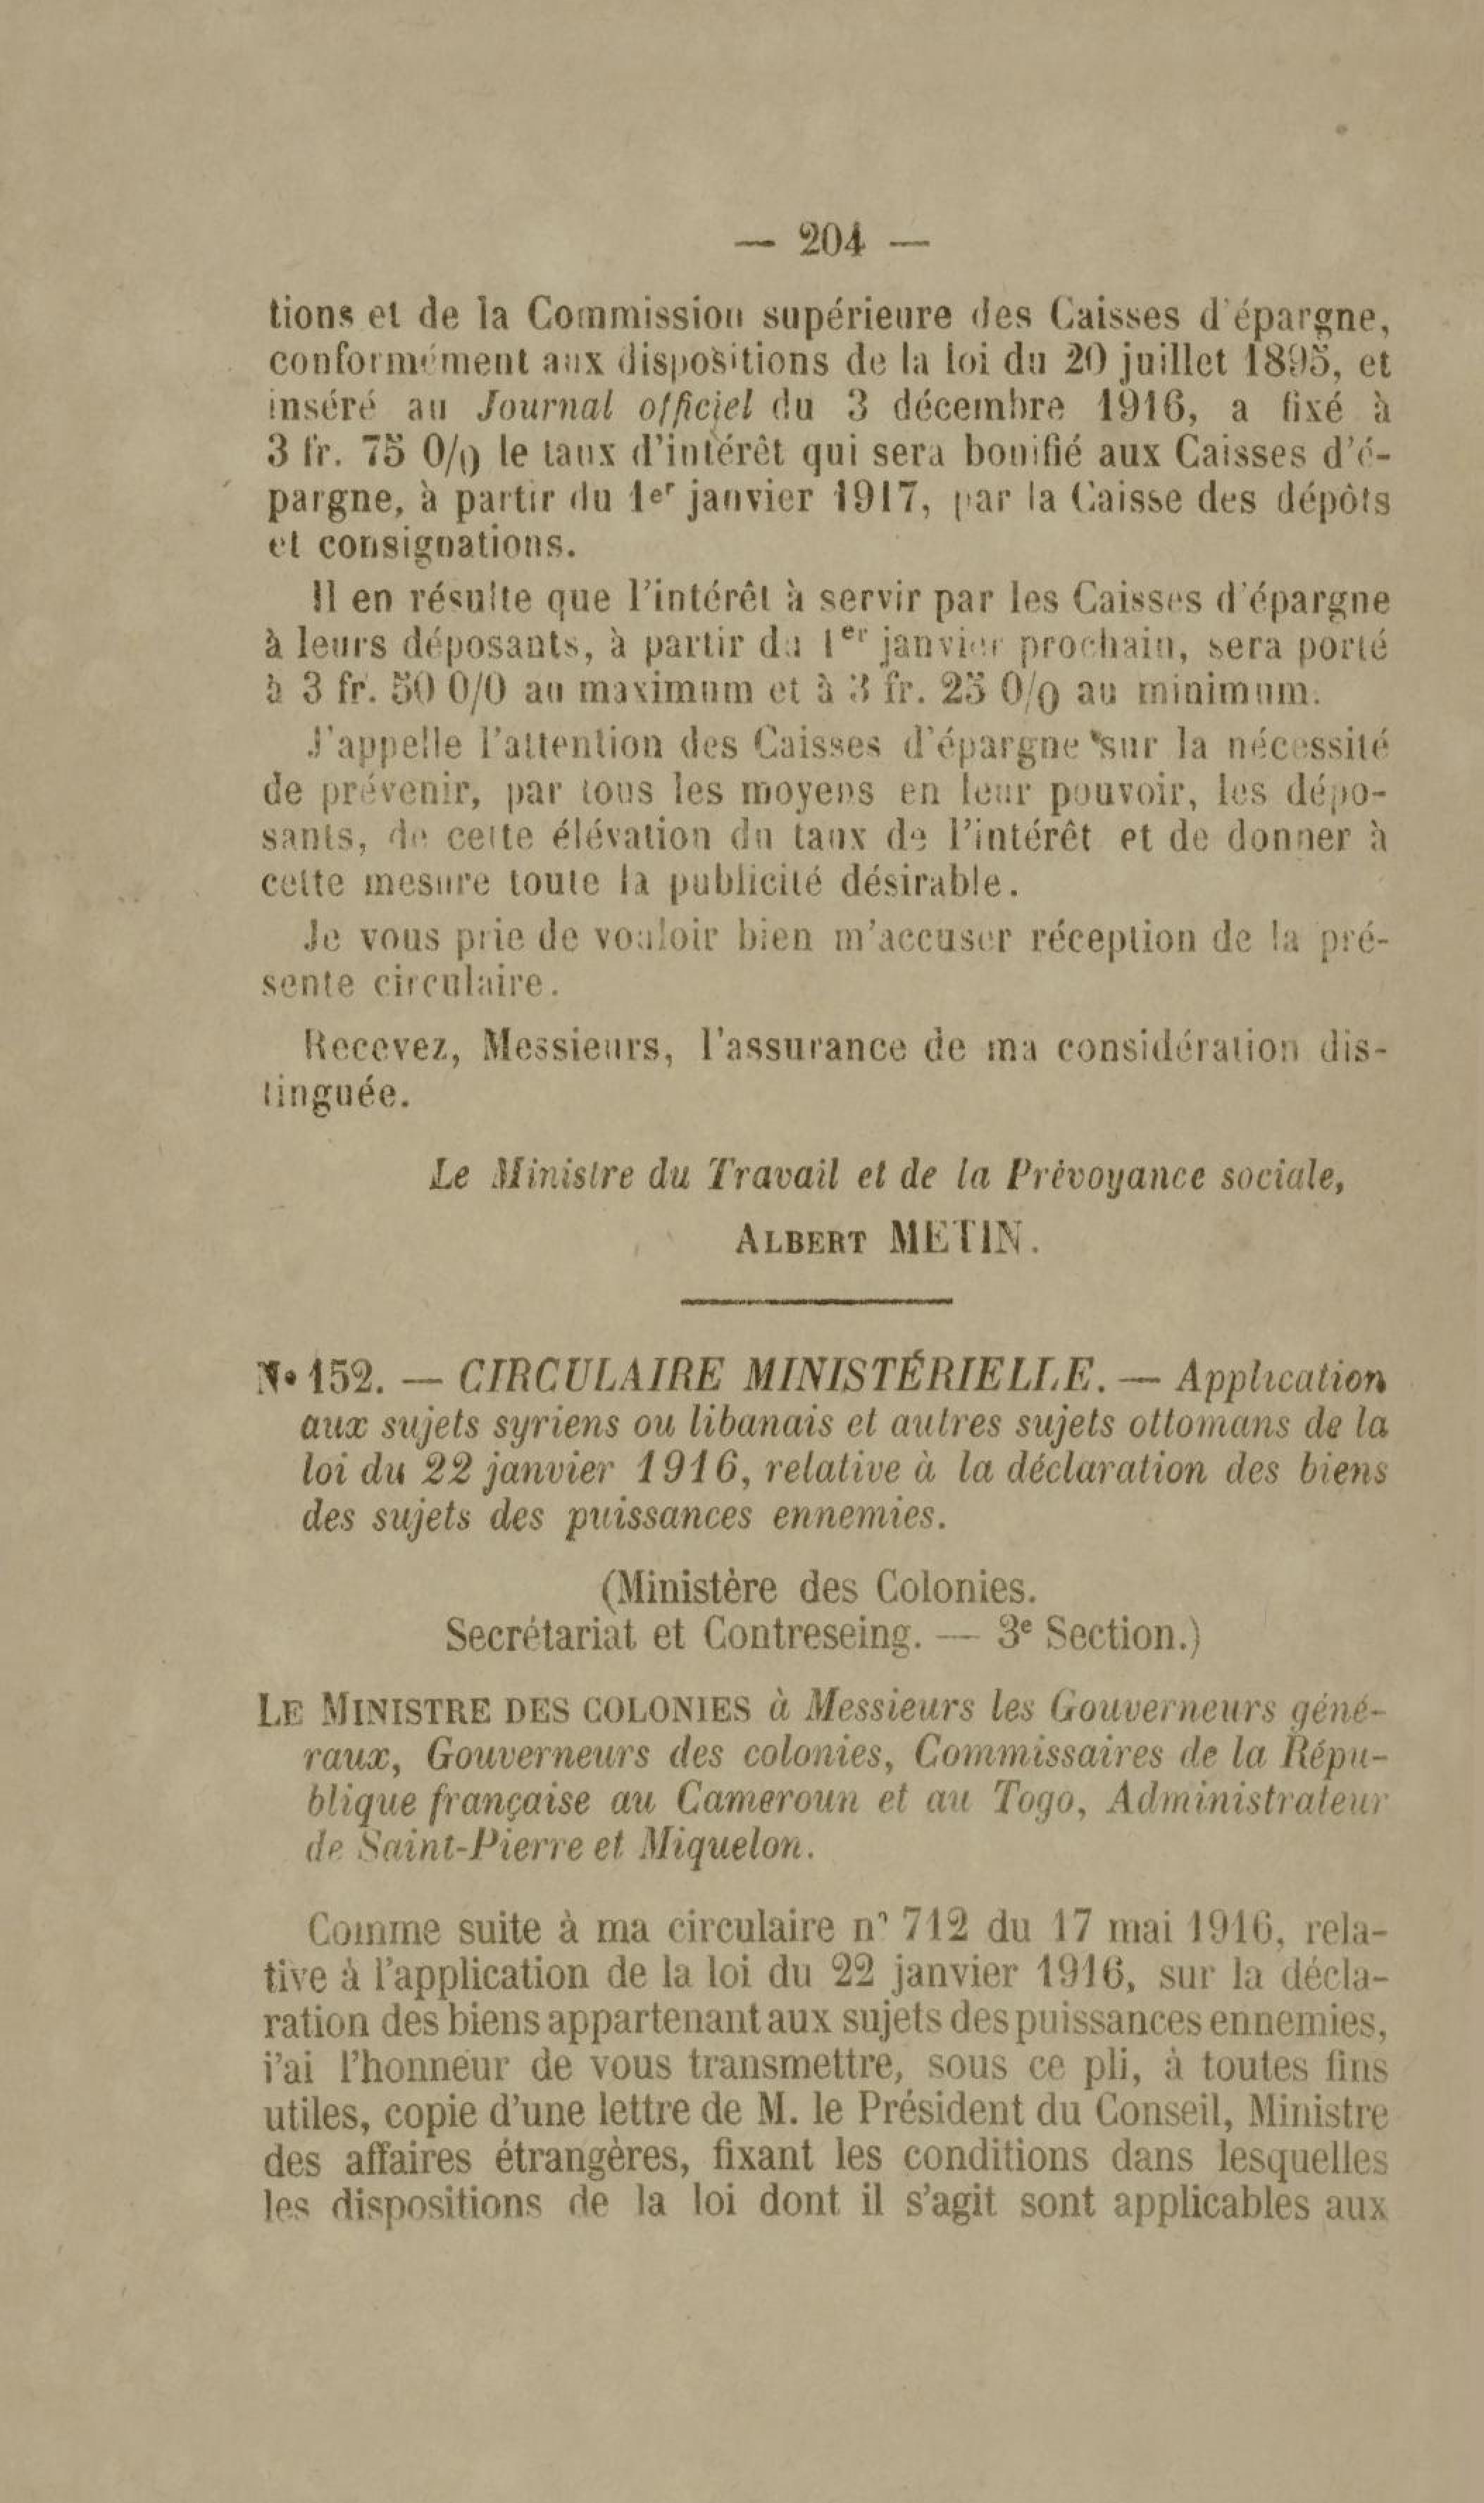 — 204 —
tions et de la Commission supérieure des Caisses d'épargne,
conformément aux dispositions de la loi du 20 juillet 1895, et
inséré au Journal officiel du 3 décembre 1916, a fixé à
3 fr. 75 0/0 le taux d'intérêt qui sera bonifié aux Caisses d'é-
pargne, à partir du 1er janvier 1917, par la Caisse des dépôts
et consignations.
Il en résulte que l'intérêt à servir par les Caisses d'épargne
à leurs déposants, à partir du 1er janvier prochain, sera porté
à 3 fr. 50 0/0 au maximum et à 3 fr. 25 0/0 au minimum.
J'appelle l'attention des Caisses d'épargne sur la nécessité
de prévenir, par tous les moyens en leur pouvoir, les dépo-
sants, de cette élévation du taux de l'intérêt et de donner à
cette mesure toute la publicité désirable.
Je vous prie de vouloir bien m'accuser réception de la pré-
sente circulaire.
Recevez, Messieurs, l'assurance de ma considération dis-
tinguée.
Le Ministre du Travail et de la Prévoyance sociale,
ALBERT METIN.
N° 152. — CIRCULAIRE MINISTÉRIELLE. — Application
aux sujets syriens ou libanais et autres sujets ottomans de la
loi du 22 janvier 1916, relative à la déclaration des biens
des sujets des puissances ennemies.
(Ministère des Colonies.
Secrétariat et Contreseing. — 3e Section.)
LE MINISTRE DES COLONIES à Messieurs les Gouverneurs géné-
raux, Gouverneurs des colonies, Commissaires de la Répu-
blique française au Cameroun et au Togo, Administrateur
de Saint-Pierre et Miquelon.
Comme suite à ma circulaire n° 712 du 17 mai 1916, rela-
tive à l'application de la loi du 22 janvier 1916, sur la décla-
ration des biens appartenant aux sujets des puissances ennemies,
j'ai l'honneur de vous transmettre, sous ce pli, à toutes fins
utiles, copie d'une lettre de M. le Président du Conseil, Ministre
des affaires étrangères, fixant les conditions dans lesquelles
les dispositions de la loi dont il s'agit sont applicables aux